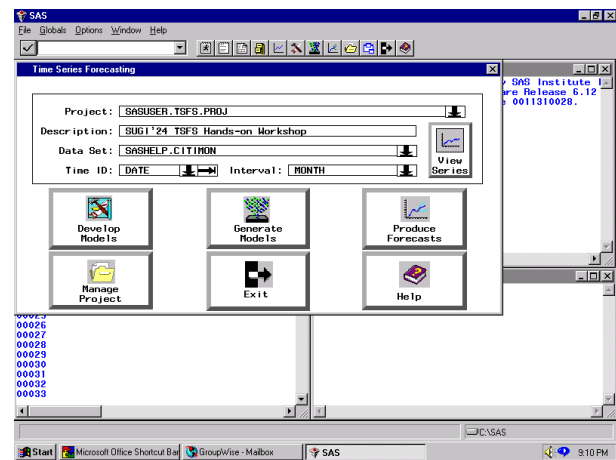 SAS
File Globals Options Window Help
Time Series Forecasting
SAS Institute I
are Release 6.12
0011310028.
Project: SASUSER.TSFS.PROJ
Description: SUGI'24 TSFS Hands-on Workshop
Data Set: SASHELP.CITIMON
Time ID: DATE Interval: MONTH
View
Series
Develop
Models
Generate
Models
Produce
Forecasts
Manage
Project
Exit
Help
00025
00026
00027
00028
00029
00030
00031
00032
00033
C:\SAS
Start Microsoft Office Shortcut Bar GroupWise - Mailbox SAS 9:10 PM